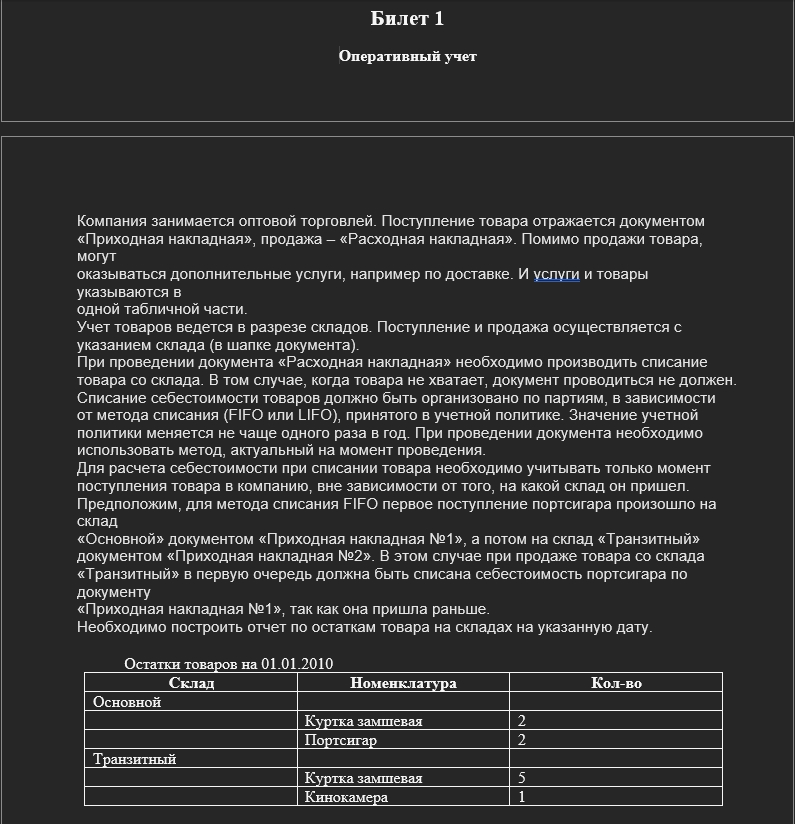 Билет 1
Оперативный учет
Компания занимается оптовой торговлей. Поступление товара отражается документом
«Приходная накладная», продажа – «Расходная накладная». Помимо продажи товара,
могут
оказываться дополнительные услуги, например по доставке. И услуги и товары
указываются в
одной табличной части.
Учет товаров ведется в разрезе складов. Поступление и продажа осуществляется с
указанием склада (в шапке документа).
При проведении документа «Расходная накладная» необходимо производить списание
товара со склада. В том случае, когда товара не хватает, документ проводиться не должен.
Списание себестоимости товаров должно быть организовано по партиям, в зависимости
от метода списания (FIFO или LIFO), принятого в учетной политике. Значение учетной
политики меняется не чаще одного раза в год. При проведении документа необходимо
использовать метод, актуальный на момент проведения.
Для расчета себестоимости при списании товара необходимо учитывать только момент
поступления товара в компанию, вне зависимости от того, на какой склад он пришел.
Предположим, для метода списания FIFO первое поступление портсигара произошло на
склад
«Основной» документом «Приходная накладная №1», а потом на склад «Транзитный»
документом «Приходная накладная №2». В этом случае при продаже товара со склада
«Транзитный» в первую очередь должна быть списана себестоимость портсигара по
документу
«Приходная накладная №1», так как она пришла раньше.
Необходимо построить отчет по остаткам товара на складах на указанную дату.
Остатки товаров на 01.01.2010
Склад Номенклатура Кол-во
Основной
Куртка замшевая 2
Портсигар 2
Транзитный
Куртка замшевая 5
Кинокамера 1